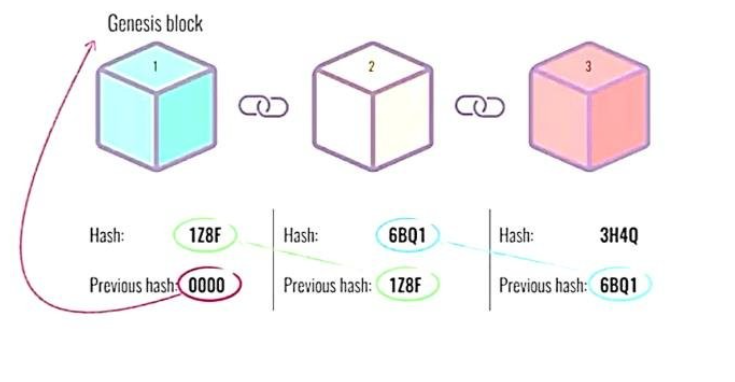 Genesis block
1 2 3
Hash: 1Z8F Hash: 6BQ1 Hash: 3H4Q
Previous hash: 0000 Previous hash: 1Z8F Previous hash: 6BQ1